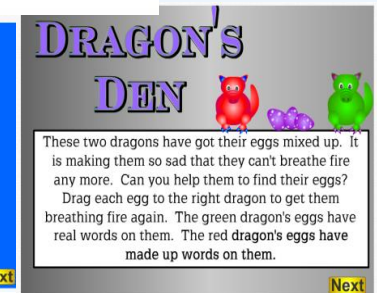 DRAGON'S
DEN
These two dragons have got their eggs mixed up. It
is making them so sad that they can't breathe fire
any more. Can you help them to find their eggs?
Drag each egg to the right dragon to get them
breathing fire again. The green dragon's eggs have
real words on them. The red dragon's eggs have
made up words on them.
xt
Next